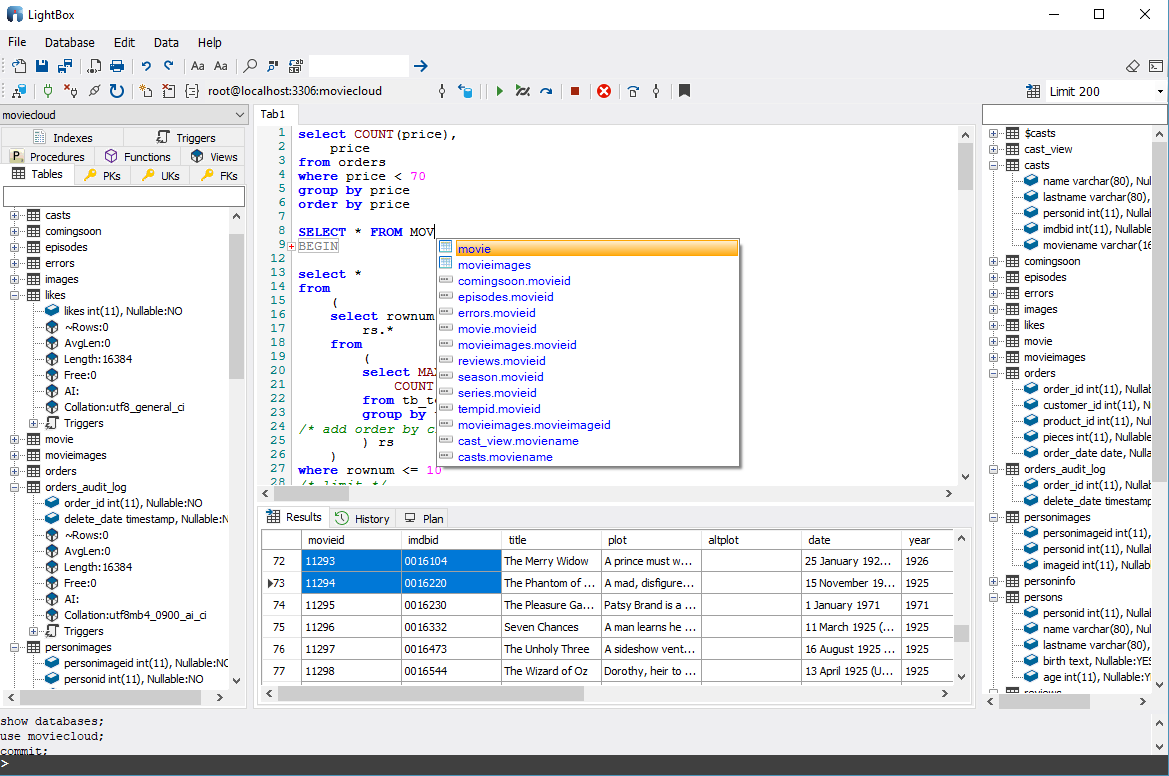 LightBox
File Database Edit Data Help
Aa Aa
root@localhost:3306:moviecloud
Limit 200
moviecloud
Indexes Triggers
Procedures Functions Views
Tables PKs UKs FKs
casts
comingsoon
episodes
errors
images
likes
likes int(11), Nullable:NO
~Rows:0
AvgLen:0
Length:16384
Free:0
AI:
Collation:utf8_general_ci
Triggers
movie
movieimages
orders
orders_audit_log
order_id int(11), Nullable:NO
delete_date timestamp, Nullable:N
~Rows:0
AvgLen:0
Length:16384
Free:0
AI:
Collation:utf8mb4_0900_ai_ci
Triggers
personimages
personimageid int(11), Nullable:NO
personid int(11), Nullable:NO
Tab1
1 select COUNT(price),
2 price
3 from orders
4 where price < 70
5 group by price
6 order by price
7
8 SELECT * FROM MOV
9 BEGIN
12
13 select *
14 from
15 (
16 select rownum
17 rs.*
18 from
19 (
20 select MA
21 COUNT
22 from tb_t
23 group by
24 /* add order by c
25 ) rs
26 )
27 where rownum <= 10
28 /* limit */
movie
movieimages
comingsoon.movieid
episodes.movieid
errors.movieid
movie.movieid
movieimages.movieid
reviews.movieid
season.movieid
series.movieid
tempid.movieid
movieimages.movieimageid
cast_view.moviename
casts.moviename
Results History Plan
movieid imdbid title plot altplot date year
72 11293 0016104 The Merry Widow A prince must w... 25 January 192... 1926
73 11294 0016220 The Phantom of ... A mad, disfigure... 15 November 19... 1925
74 11295 0016230 The Pleasure Ga... Patsy Brand is a ... 1 January 1971 1971
75 11296 0016332 Seven Chances A man learns he ... 11 March 1925 (... 1925
76 11297 0016473 The Unholy Three A sideshow vent... 16 August 1925 ... 1925
77 11298 0016544 The Wizard of Oz Dorothy, heir to ... 13 April 1925 (U... 1925
$casts
cast_view
casts
name varchar(80), Null
lastname varchar(80),
personid int(11), Null
imdbid int(11), Nullab
moviename varchar(16
comingsoon
episodes
errors
images
likes
movie
movieimages
orders
order_id int(11), Nullab
customer_id int(11), N
product_id int(11), Nu
pieces int(11), Nullabl
order_date date, Nulla
orders_audit_log
order_id int(11), Nulla
delete_date timestamp
personimages
personimageid int(11),
personid int(11), Nulla
imageid int(11), Nullab
personinfo
persons
personid int(11), Nulla
name varchar(80), Null
lastname varchar(80),
birth text, Nullable:YES
age int(11), Nullable:Y
reviews
show databases;
use moviecloud;
commit;
>